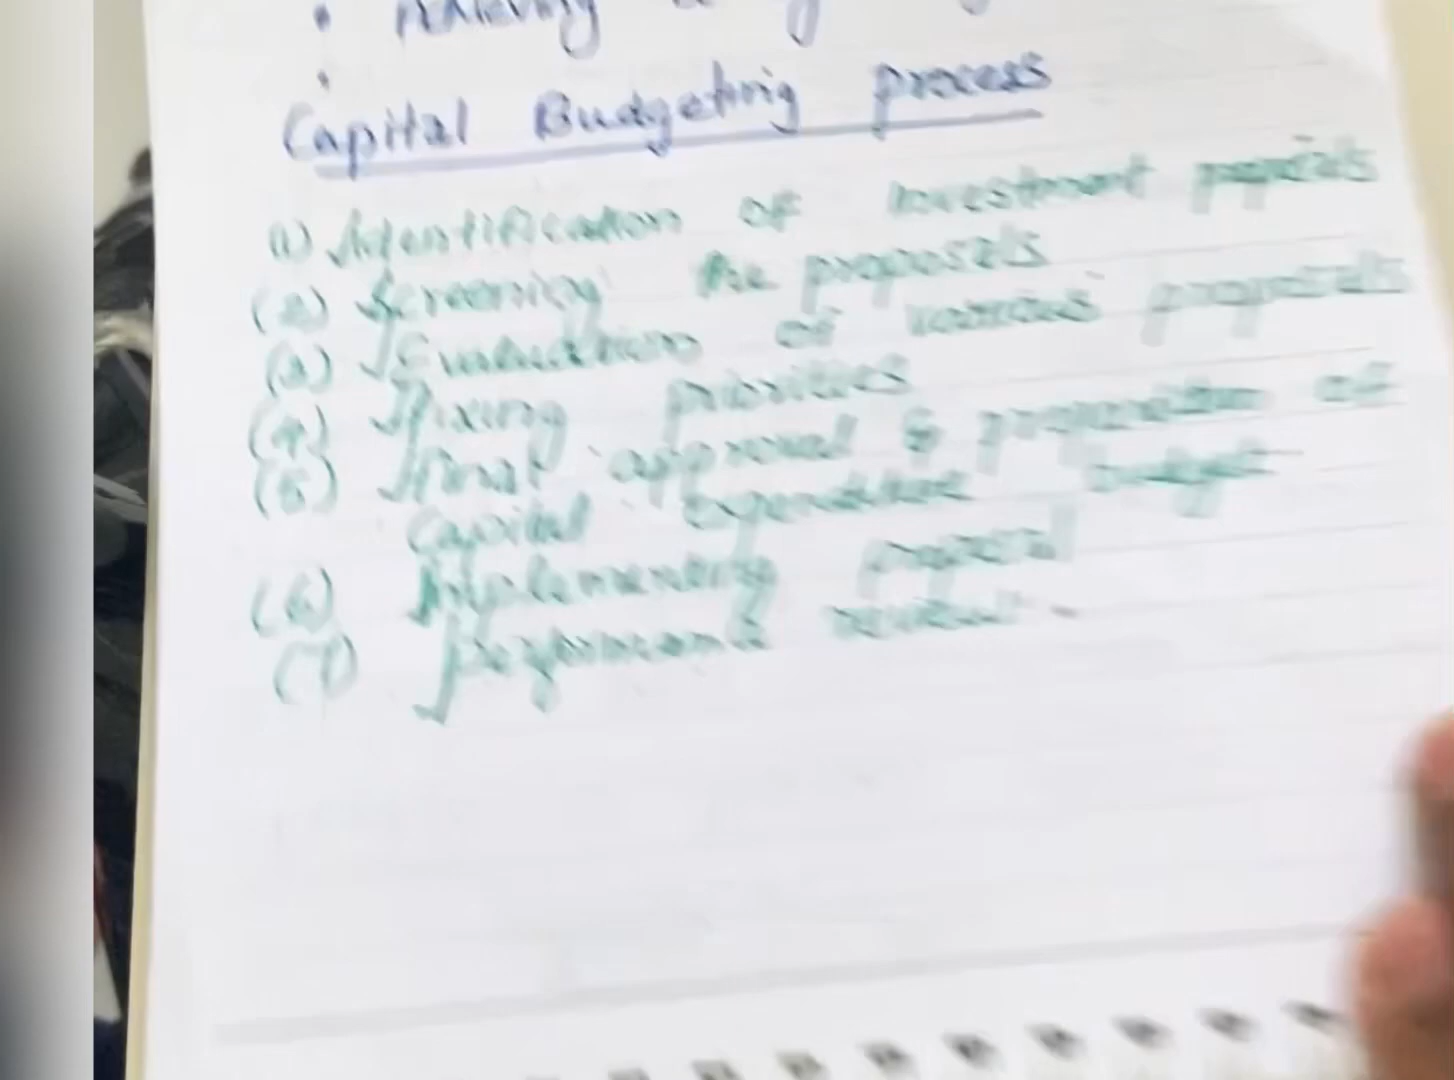 • Achieving
•
Capital Budgeting process
(1) Identification of investment proposals
(2) Screening the proposals
(3) Evaluation of various proposals
(4) Fixing priorities
(5) Final approval & preparation of
Capital expenditure budget
(6) Implementing proposal
(7) Performance review.